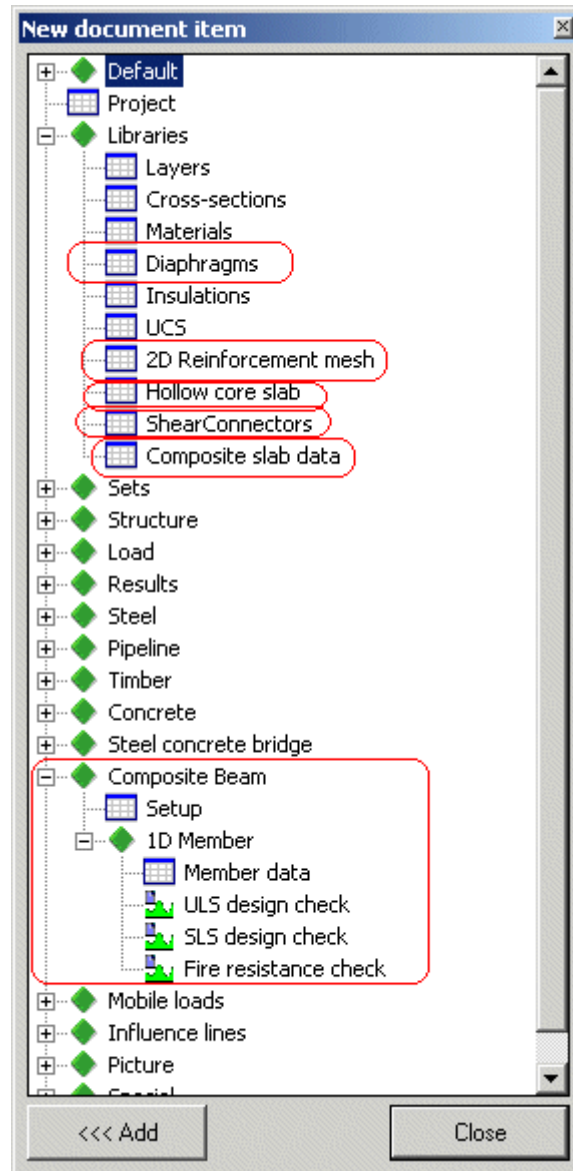 New document item
Default
Project
Libraries
Layers
Cross-sections
Materials
Diaphragms
Insulations
UCS
2D Reinforcement mesh
Hollow core slab
ShearConnectors
Composite slab data
Sets
Structure
Load
Results
Steel
Pipeline
Timber
Concrete
Steel concrete bridge
Composite Beam
Setup
1D Member
Member data
ULS design check
SLS design check
Fire resistance check
Mobile loads
Influence lines
Picture
<<< Add Close